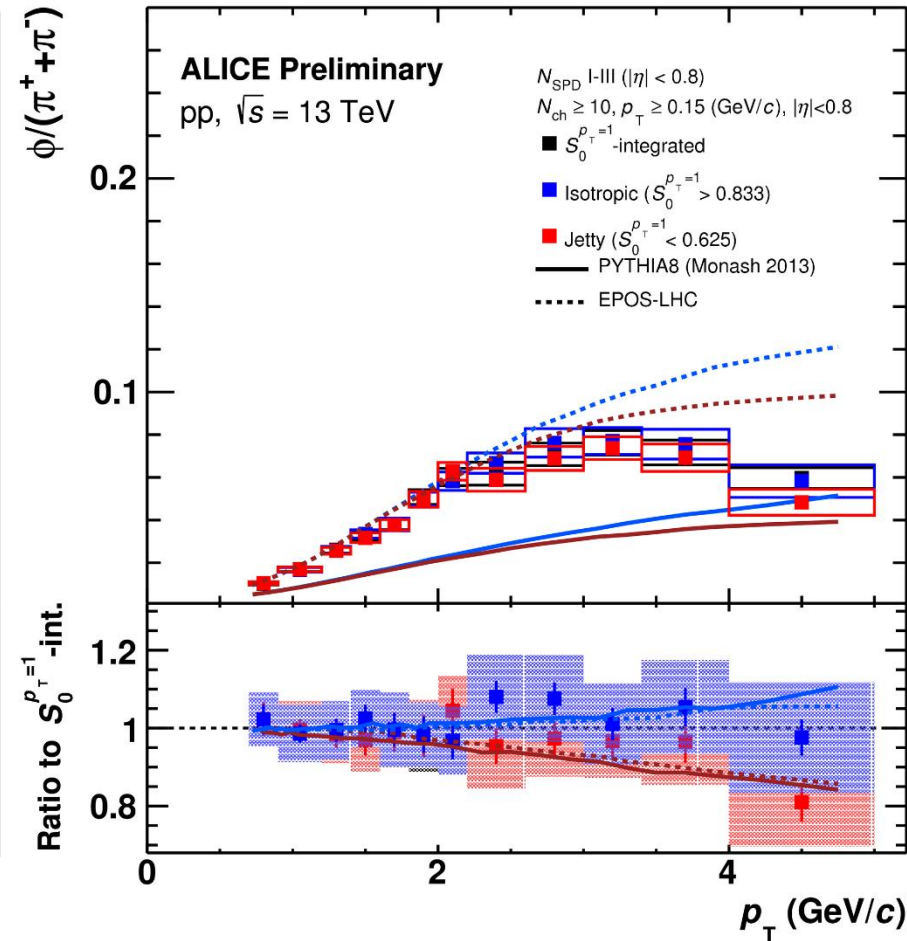 ϕ/(π⁺+π⁻)
ALICE Preliminary
pp, √s = 13 TeV
N_SPD I-III (|η| < 0.8)
N_ch ≥ 10, p_T ≥ 0.15 (GeV/c), |η|<0.8
S_0^{p_T=1}-integrated
Isotropic (S_0^{p_T=1} > 0.833)
Jetty (S_0^{p_T=1} < 0.625)
PYTHIA8 (Monash 2013)
EPOS-LHC
0.2
0.1
Ratio to S_0^{p_T=1}-int.
1.2
1
0.8
0 2 4
p_T (GeV/c)